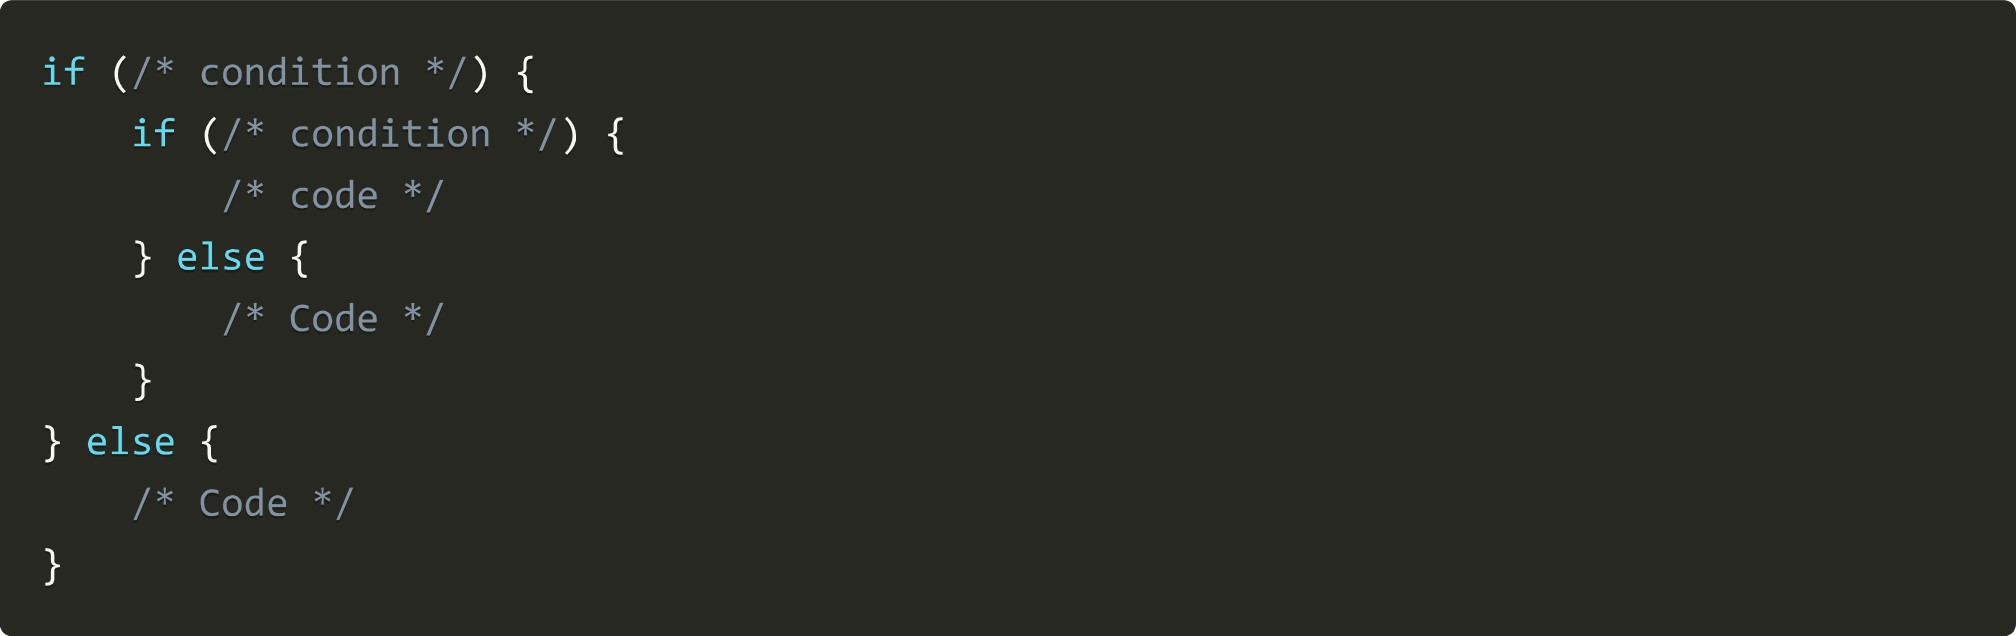 if (/* condition */) {
    if (/* condition */) {
        /* code */
    } else {
        /* Code */
    }
} else {
    /* Code */
}